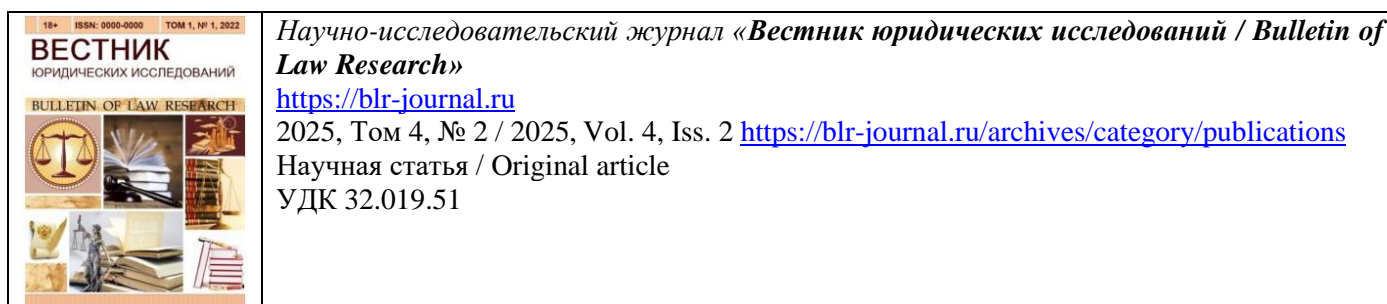 18+ ISSN: 0000-0000 ТОМ 1, № 1, 2022
ВЕСТНИК
ЮРИДИЧЕСКИХ ИССЛЕДОВАНИЙ
BULLETIN OF LAW RESEARCH
Научно-исследовательский журнал «Вестник юридических исследований / Bulletin of
Law Research»
https://blr-journal.ru
2025, Том 4, № 2 / 2025, Vol. 4, Iss. 2 https://blr-journal.ru/archives/category/publications
Научная статья / Original article
УДК 32.019.51